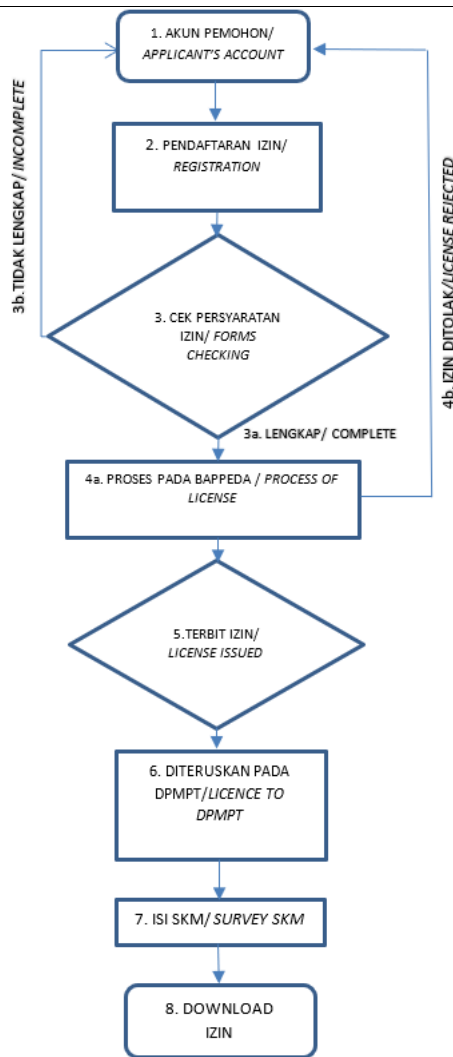 1. AKUN PEMOHON/
APPLICANT'S ACCOUNT
3b. TIDAK LENGKAP/ INCOMPLETE
4b. IZIN DITOLAK/LICENSE REJECTED
2. PENDAFTARAN IZIN/
REGISTRATION
3. CEK PERSYARATAN
IZIN/ FORMS
CHECKING
3a. LENGKAP/ COMPLETE
4a. PROSES PADA BAPPEDA / PROCESS OF
LICENSE
5.TERBIT IZIN/
LICENSE ISSUED
6. DITERUSKAN PADA
DPMPT/LICENCE TO
DPMPT
7. ISI SKM/ SURVEY SKM
8. DOWNLOAD
IZIN